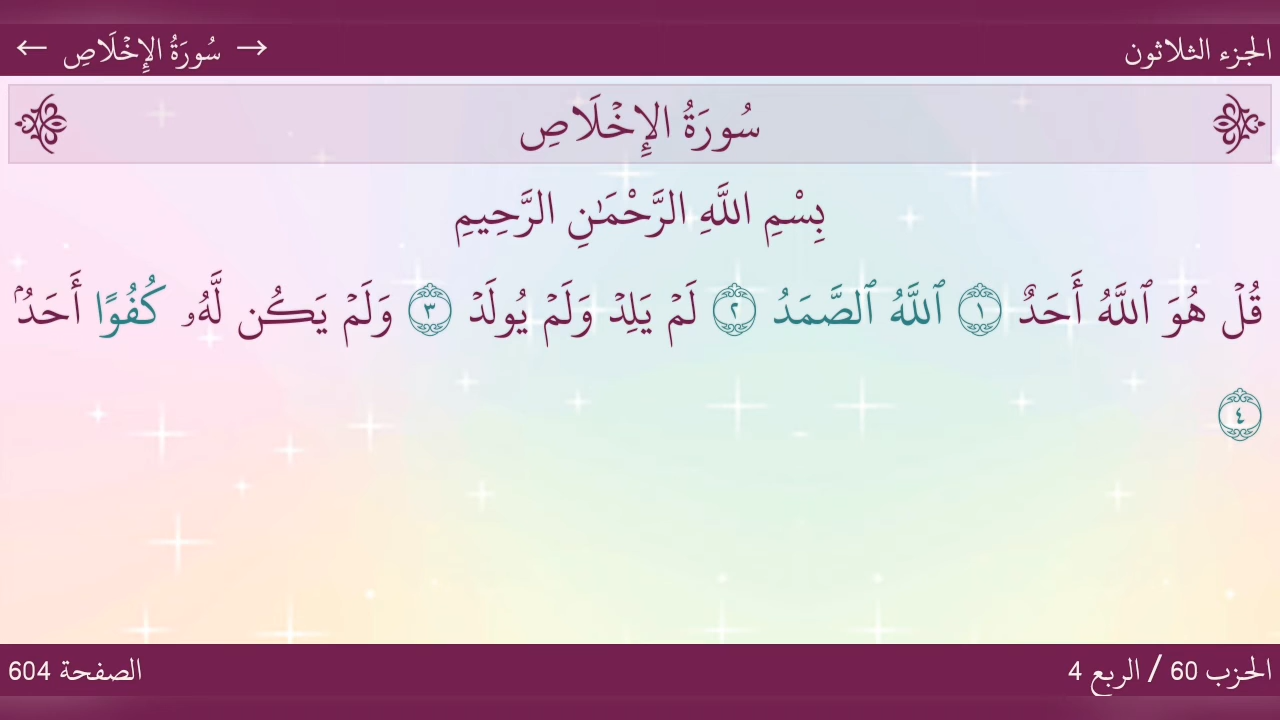 الجزء الثلاثون
→ سُورَةُ الإِخۡلَاصِ ←
سُورَةُ الإِخۡلَاصِ
بِسْمِ اللَّهِ الرَّحْمَٰنِ الرَّحِيمِ
قُلۡ هُوَ ٱللَّهُ أَحَدٌ ١ ٱللَّهُ ٱلصَّمَدُ ٢ لَمۡ يَلِدۡ وَلَمۡ يُولَدۡ ٣ وَلَمۡ يَكُن لَّهُۥ كُفُوًا أَحَدُۢ
٤
الحزب 60 / الربع 4
الصفحة 604